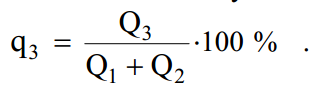 q₃ = Q₃ / (Q₁ + Q₂) ·100 % .